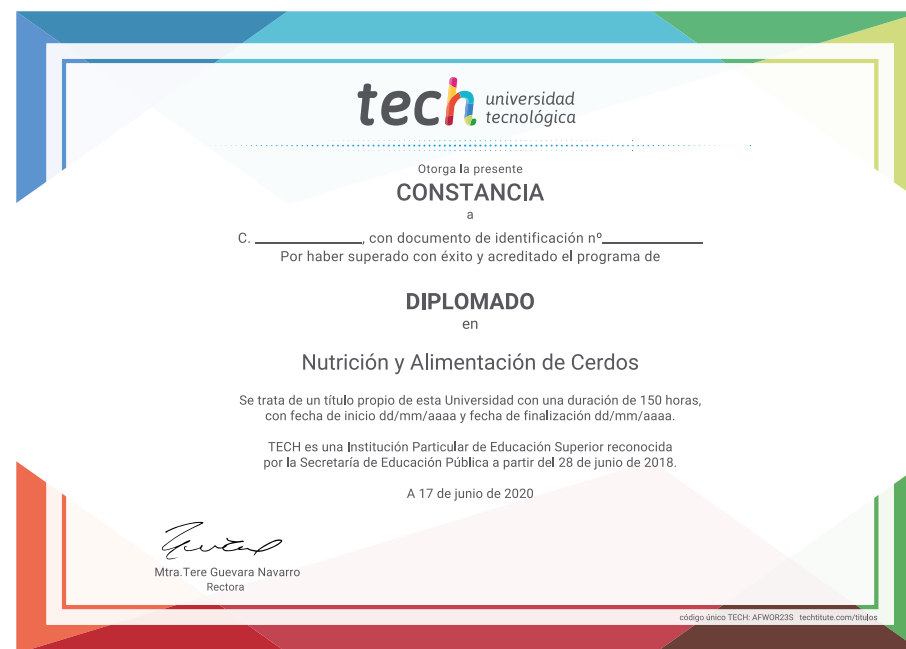 tech universidad
tecnológica
Otorga la presente
CONSTANCIA
a
C. ____________, con documento de identificación nº____________
Por haber superado con éxito y acreditado el programa de
DIPLOMADO
en
Nutrición y Alimentación de Cerdos
Se trata de un título propio de esta Universidad con una duración de 150 horas,
con fecha de inicio dd/mm/aaaa y fecha de finalización dd/mm/aaaa.
TECH es una Institución Particular de Educación Superior reconocida
por la Secretaría de Educación Pública a partir del 28 de junio de 2018.
A 17 de junio de 2020
Mtra.Tere Guevara Navarro
Rectora
código único TECH: AFWOR23S techtitute.com/titulos